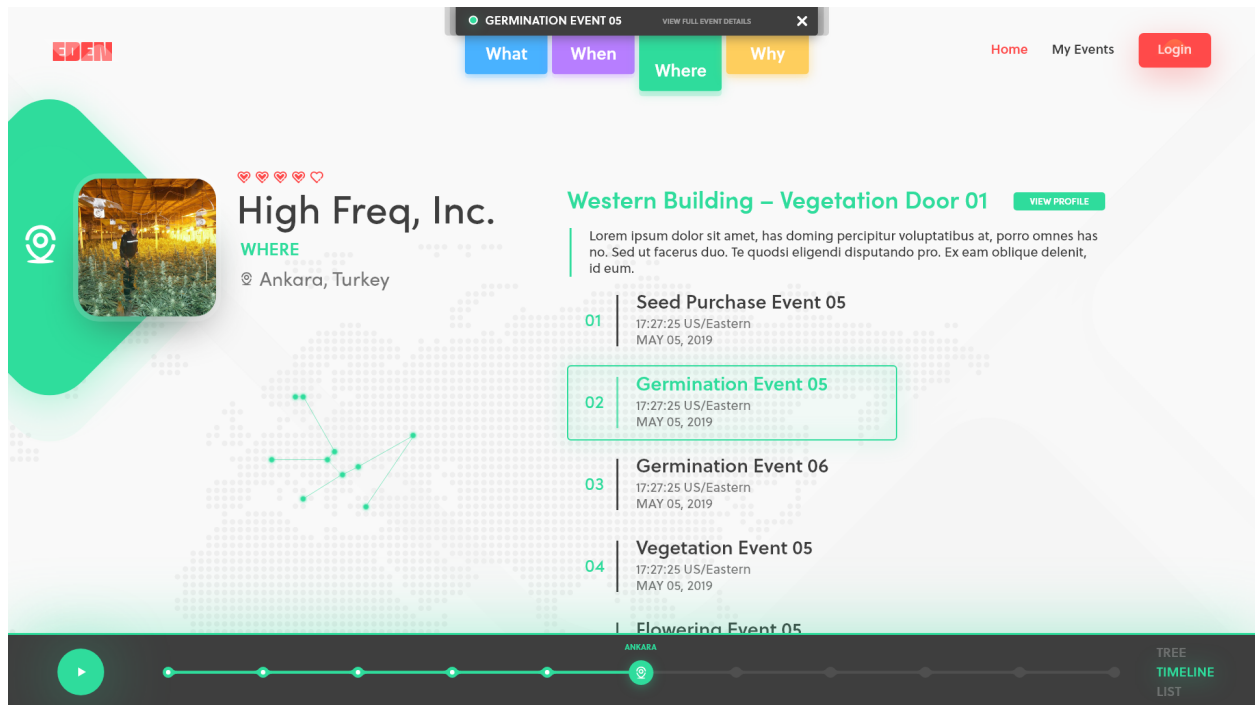 GERMINATION EVENT 05
VIEW FULL EVENT DETAILS
EDEN
What
When
Where
Why
Home
My Events
Login
High Freq, Inc.
WHERE
Ankara, Turkey
Western Building – Vegetation Door 01
VIEW PROFILE
Lorem ipsum dolor sit amet, has doming percipitur voluptatibus at, porro omnes has
no. Sed ut facerus duo. Te quodsi eligendi disputando pro. Ex eam oblique delenit,
id eum.
01
Seed Purchase Event 05
17:27:25 US/Eastern
MAY 05, 2019
02
Germination Event 05
17:27:25 US/Eastern
MAY 05, 2019
03
Germination Event 06
17:27:25 US/Eastern
MAY 05, 2019
04
Vegetation Event 05
17:27:25 US/Eastern
MAY 05, 2019
Flowering Event 05
ANKARA
TREE
TIMELINE
LIST